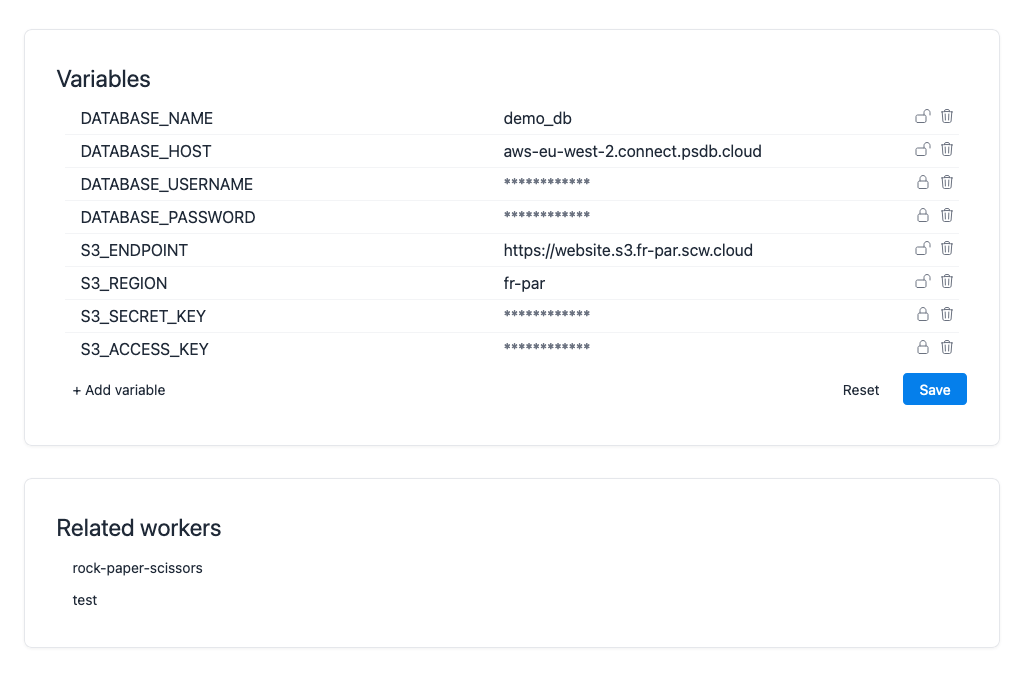 Variables
DATABASE_NAME demo_db
DATABASE_HOST aws-eu-west-2.connect.psdb.cloud
DATABASE_USERNAME ************
DATABASE_PASSWORD ************
S3_ENDPOINT https://website.s3.fr-par.scw.cloud
S3_REGION fr-par
S3_SECRET_KEY ************
S3_ACCESS_KEY ************
+ Add variable Reset Save
Related workers
rock-paper-scissors
test